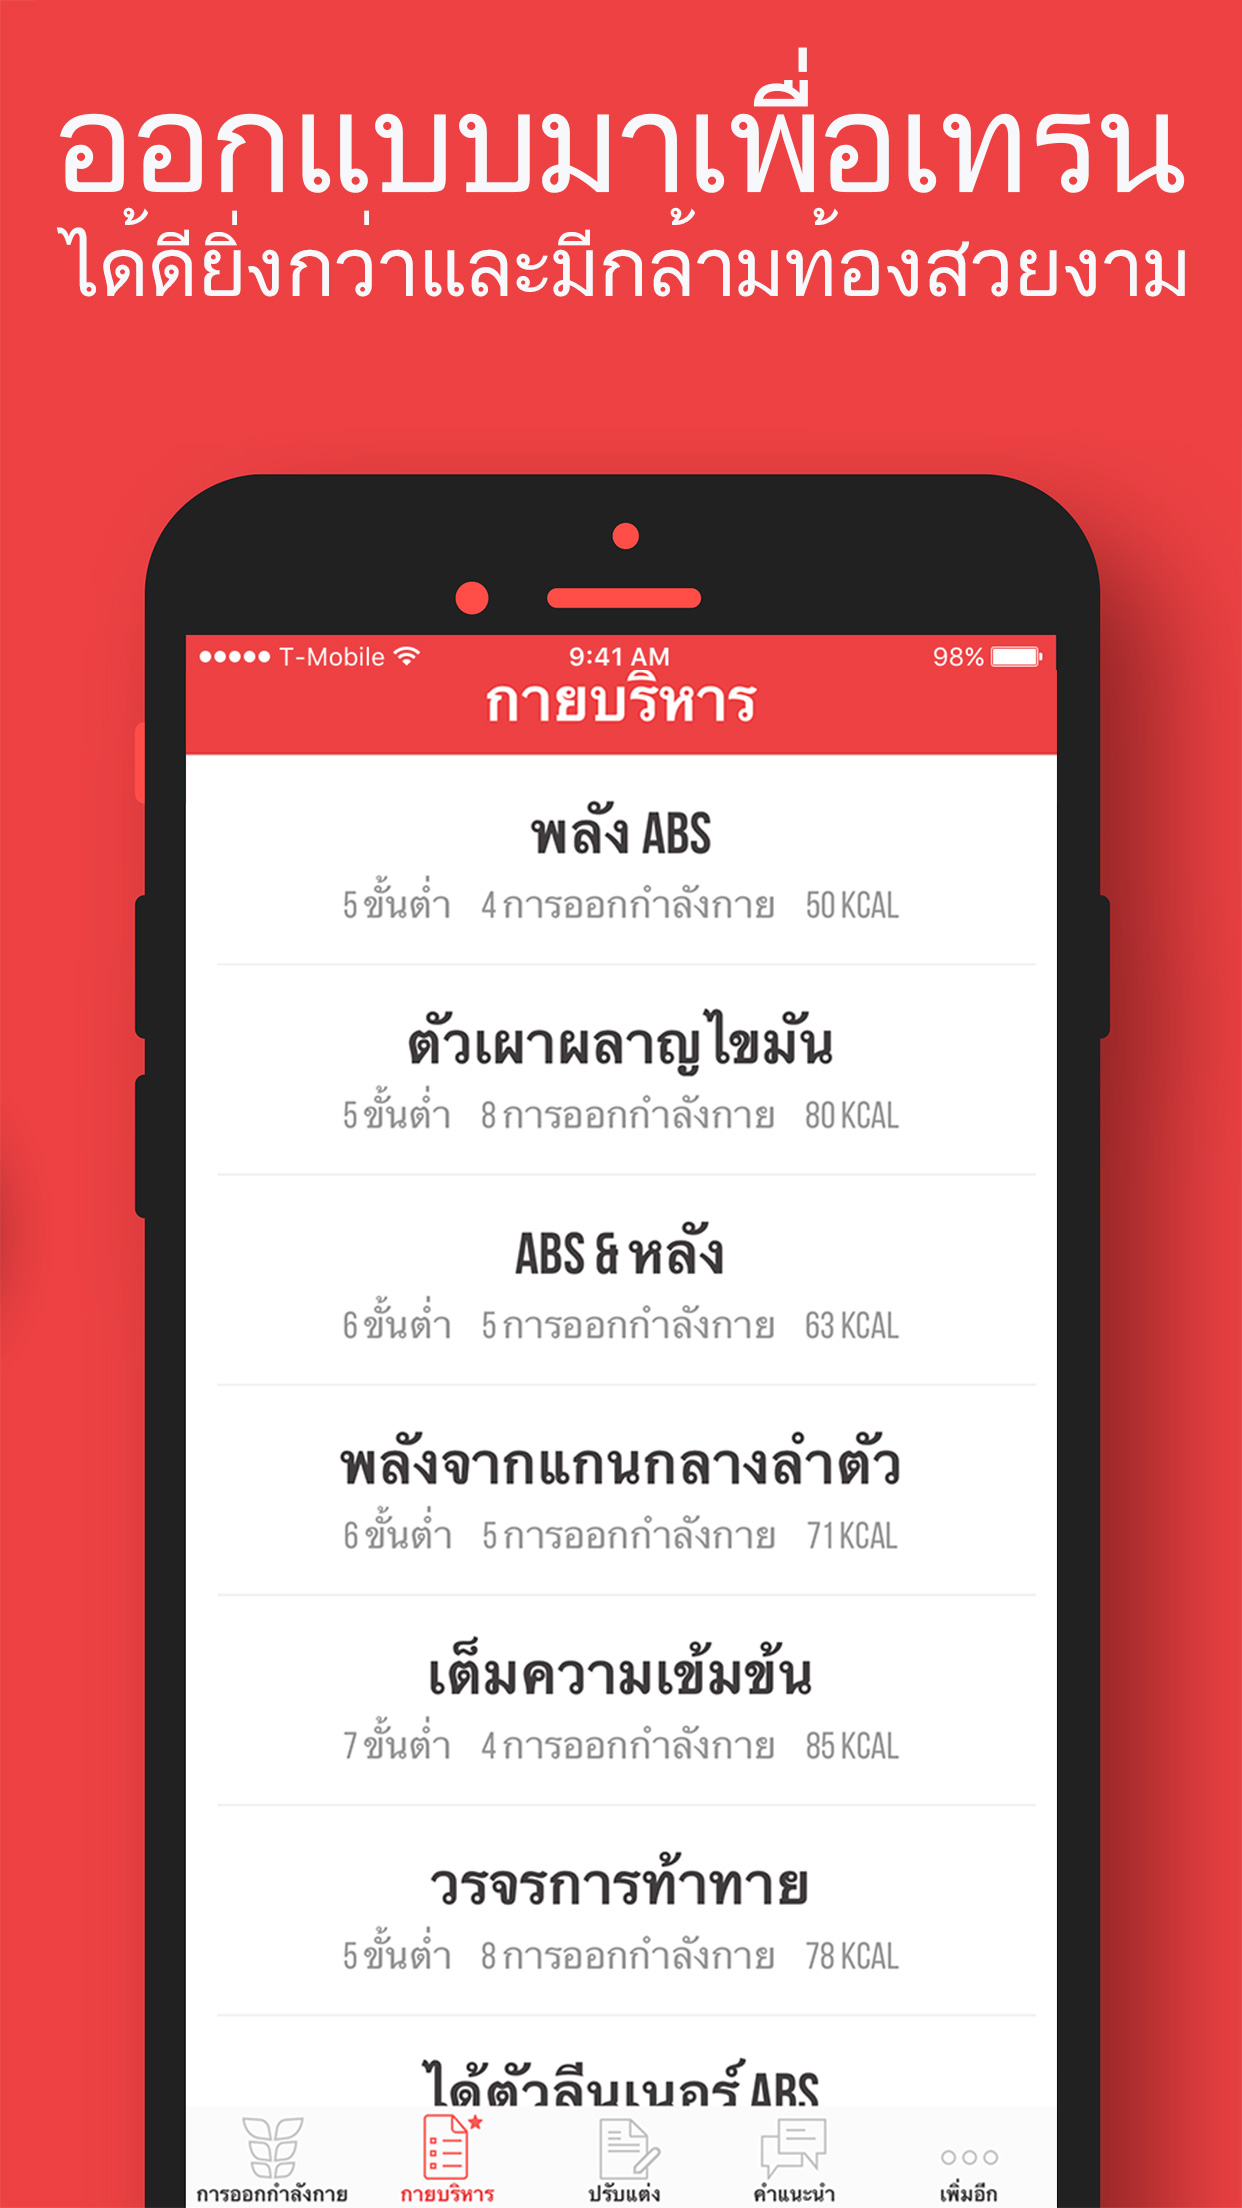 ออกแบบมาเพื่อเทรน
ได้ดียิ่งกว่าและมีกล้ามท้องสวยงาม
T-Mobile 9:41 AM 98%
กายบริหาร
พลัง ABS
5 ขั้นต่ำ 4 การออกกำลังกาย 50 KCAL
ตัวเผาผลาญไขมัน
5 ขั้นต่ำ 8 การออกกำลังกาย 80 KCAL
ABS & หลัง
6 ขั้นต่ำ 5 การออกกำลังกาย 63 KCAL
พลังจากแกนกลางลำตัว
6 ขั้นต่ำ 5 การออกกำลังกาย 71 KCAL
เต็มความเข้มข้น
7 ขั้นต่ำ 4 การออกกำลังกาย 85 KCAL
วรจรการท้าทาย
5 ขั้นต่ำ 8 การออกกำลังกาย 78 KCAL
ได้ตัวลีนเนอร์ ABS
การออกกำลังกาย กายบริหาร ปรับแต่ง คำแนะนำ เพิ่มอีก